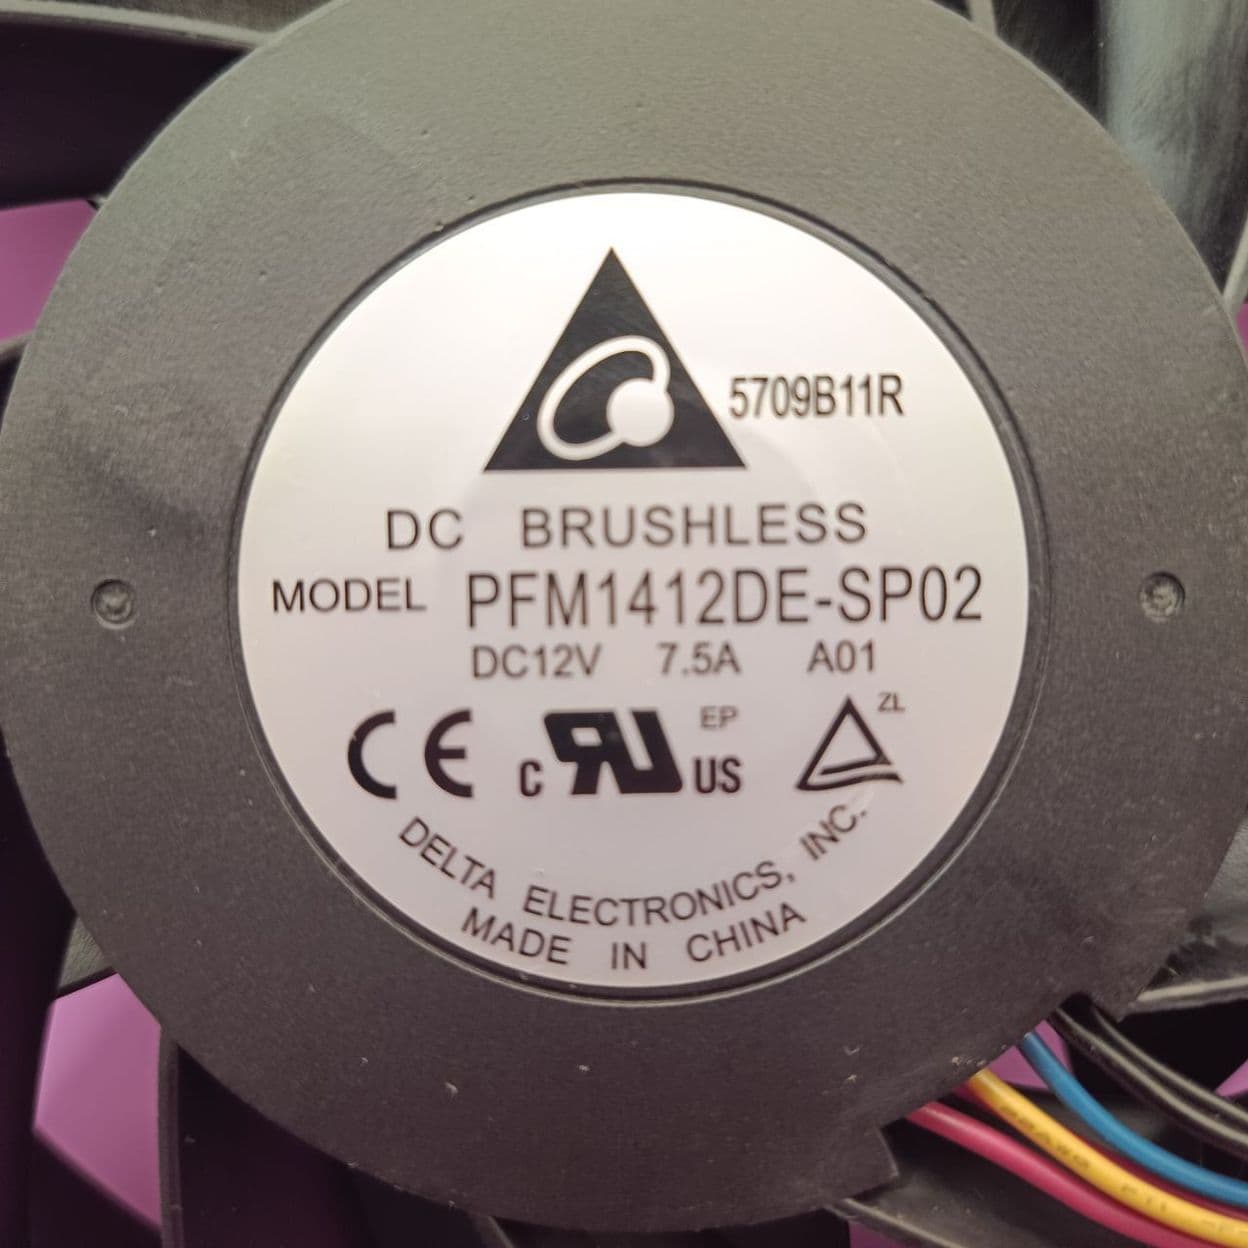 5709B11R
DC BRUSHLESS
MODEL PFM1412DE-SP02
DC12V 7.5A A01
CE c RU US EP ZL
DELTA ELECTRONICS, INC.
MADE IN CHINA